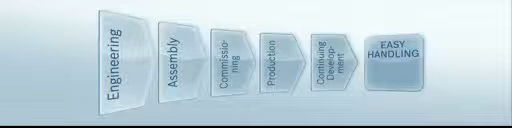 Engineering
Assembly
Commissio-
ning
Production
Continuing
Develop-
ment
EASY
HANDLING